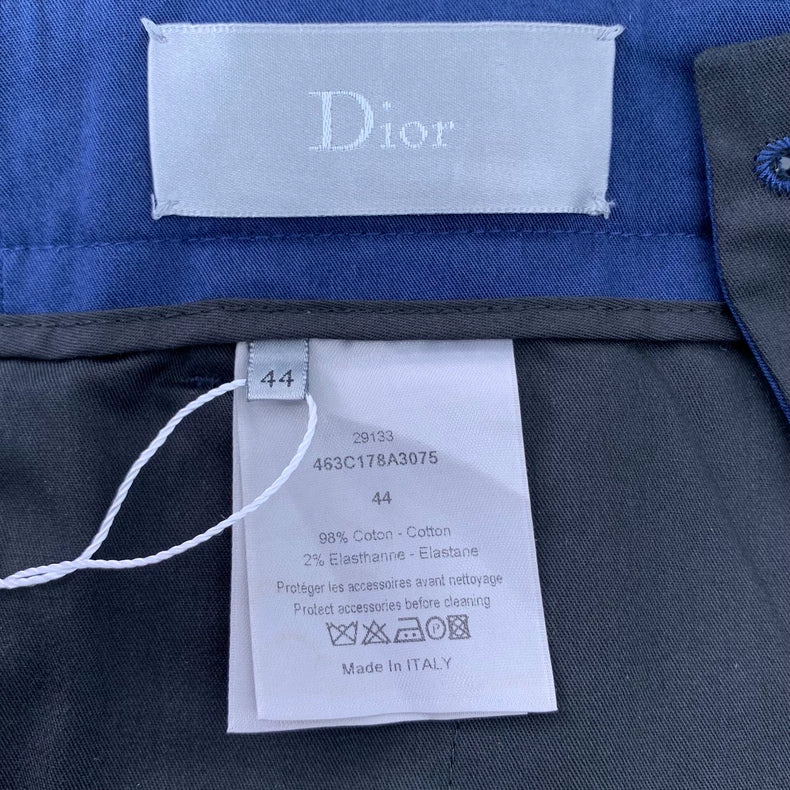 Dior
44
29133
463C178A3075
44
98% Coton - Cotton
2% Elasthanne - Elastane
Protéger les accessoires avant nettoyage
Protect accessories before cleaning
P
Made In ITALY